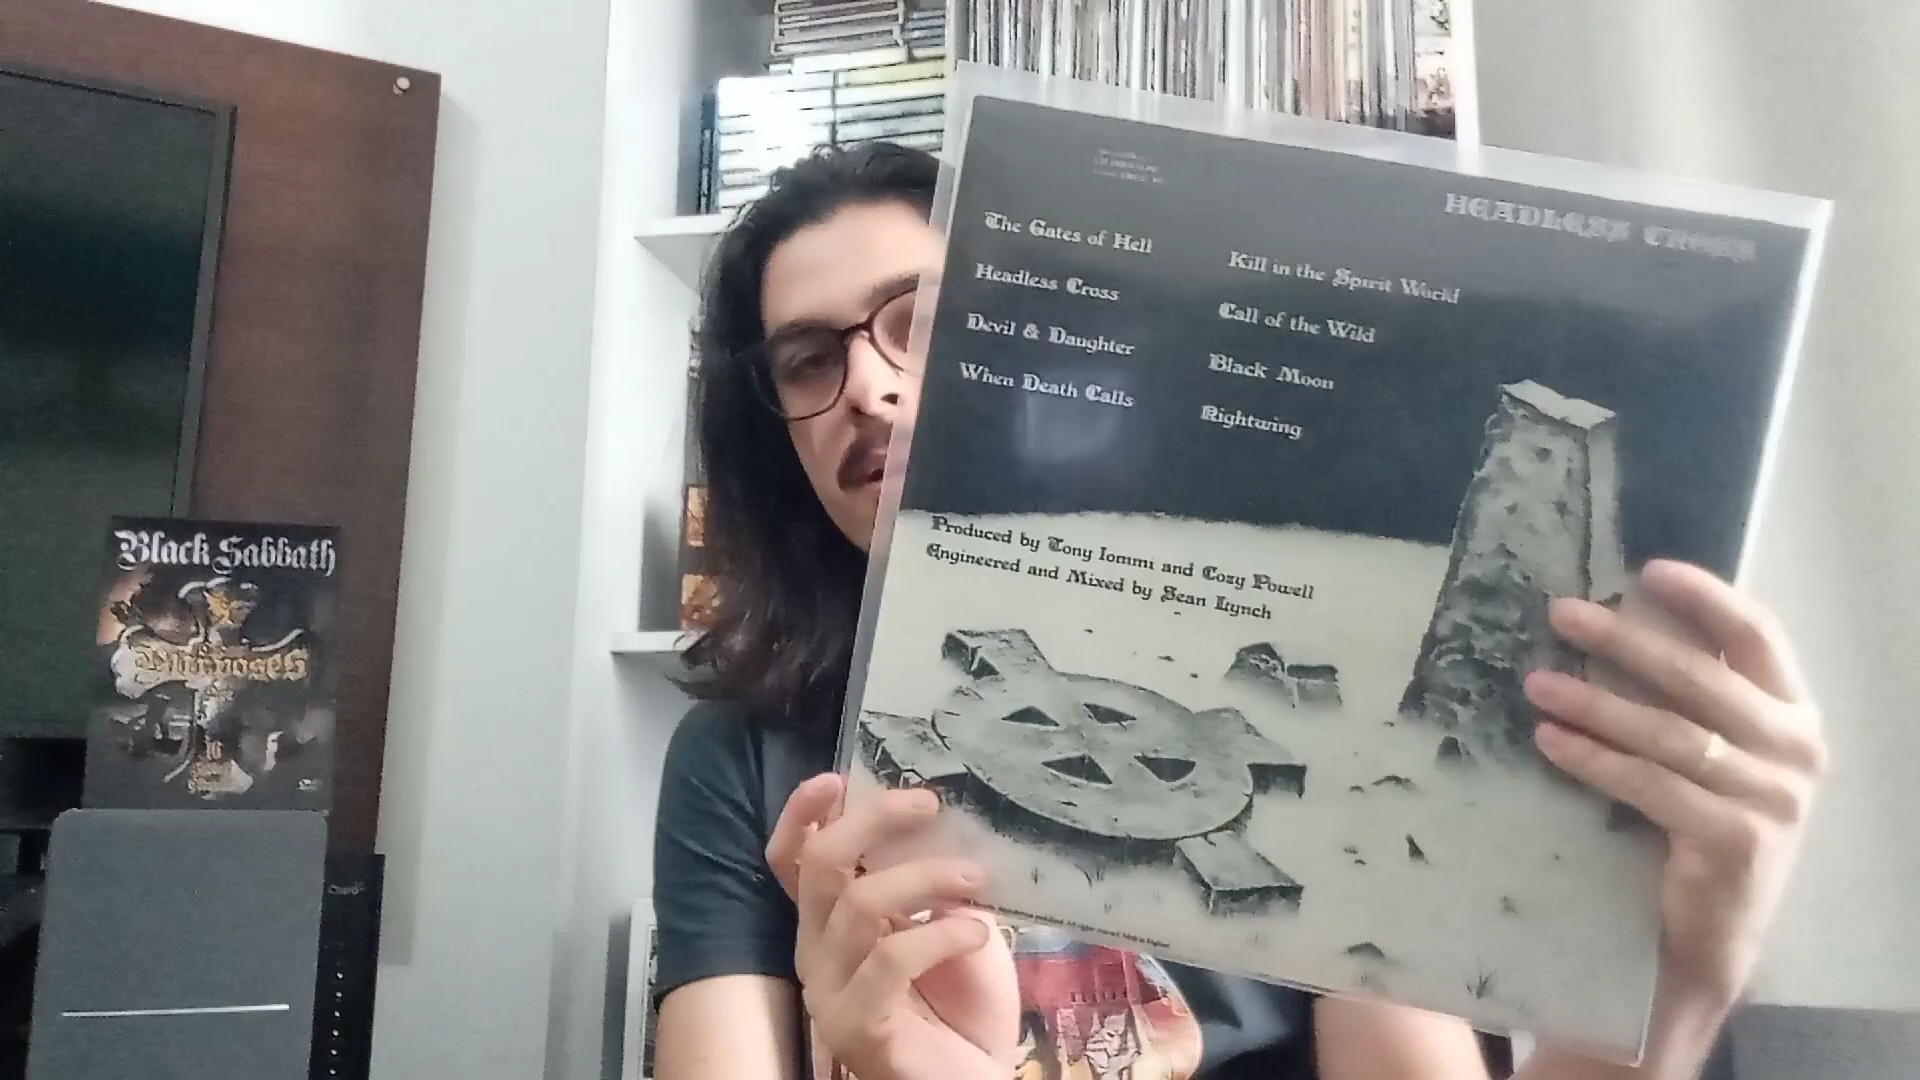 HEADLESS CROSS
The Gates of Hell
Headless Cross
Devil & Daughter
When Death Calls
Kill in the Spirit World
Call of the Wild
Black Moon
Nightwing
Produced by Tony Iommi and Cozy Powell
Engineered and Mixed by Sean Lynch
Black Sabbath